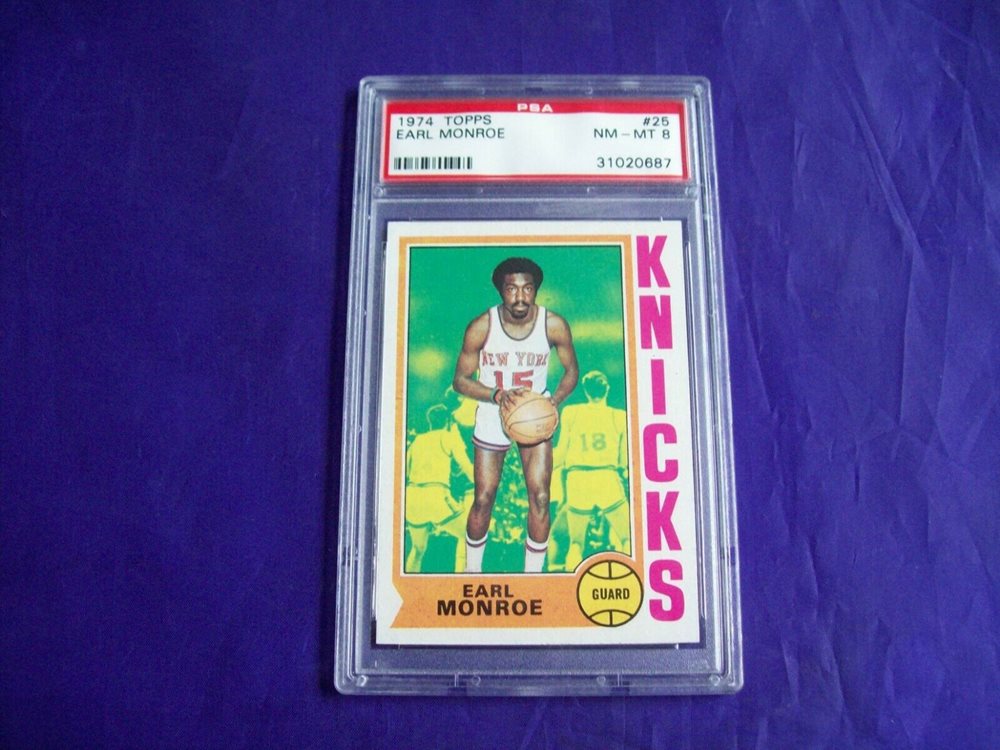 PSA
1974 TOPPS #25
EARL MONROE NM-MT 8
31020687
KNICKS
NEW YORK
15
18
EARL
MONROE
GUARD